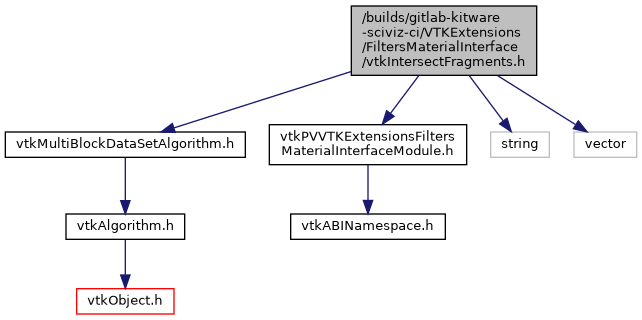 /builds/gitlab-kitware
-sciviz-ci/VTKExtensions
/FiltersMaterialInterface
/vtkIntersectFragments.h
vtkMultiBlockDataSetAlgorithm.h
vtkPVVTKExtensionsFilters
MaterialInterfaceModule.h
string
vector
vtkAlgorithm.h
vtkABINamespace.h
vtkObject.h